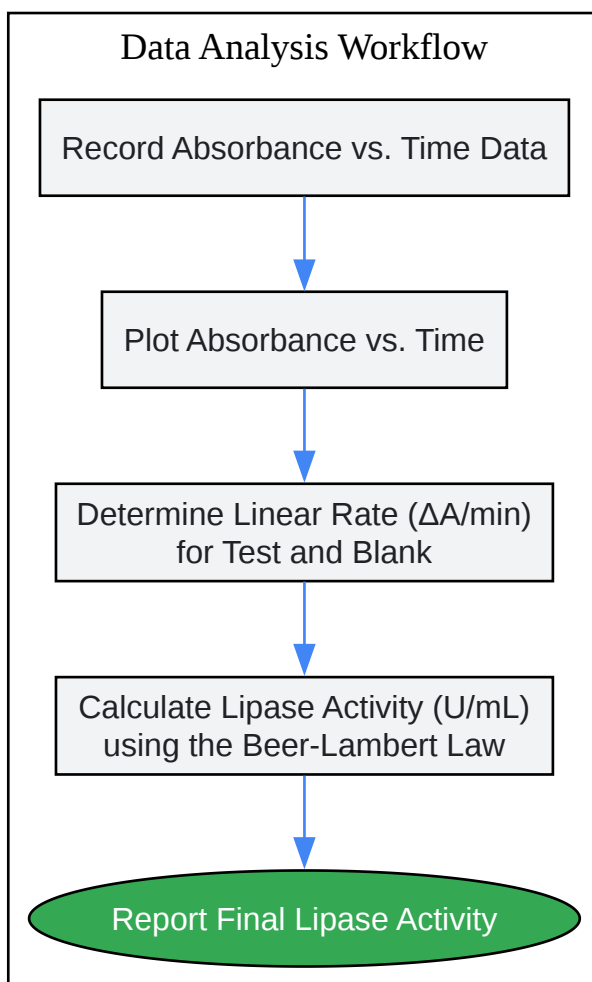 Data Analysis Workflow
Record Absorbance vs. Time Data
Plot Absorbance vs. Time
Determine Linear Rate (ΔA/min)
for Test and Blank
Calculate Lipase Activity (U/mL)
using the Beer-Lambert Law
Report Final Lipase Activity